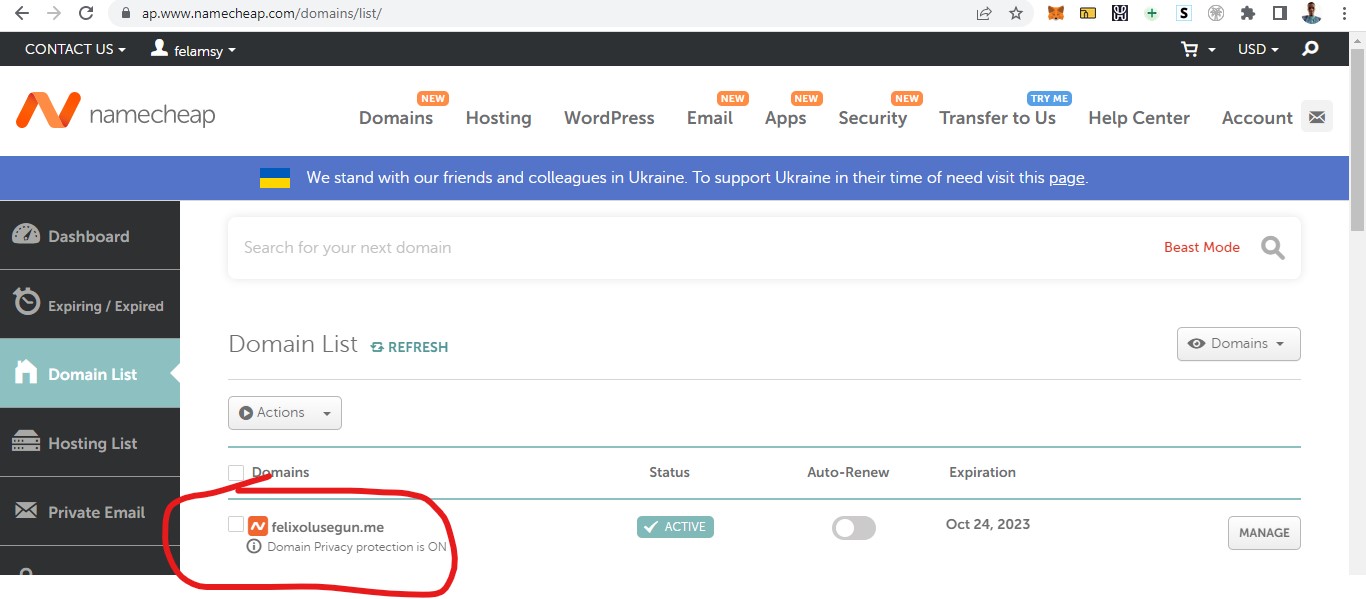 ap.www.namecheap.com/domains/list/
CONTACT US felamsy USD
NEW NEW NEW NEW TRY ME
namecheap Domains Hosting WordPress Email Apps Security Transfer to Us Help Center Account
We stand with our friends and colleagues in Ukraine. To support Ukraine in their time of need visit this page.
Dashboard
Search for your next domain Beast Mode
Expiring / Expired
Domain List REFRESH Domains
Domain List
Actions
Hosting List
Domains Status Auto-Renew Expiration
Private Email
felixolusegun.me ACTIVE Oct 24, 2023 MANAGE
Domain Privacy protection is ON